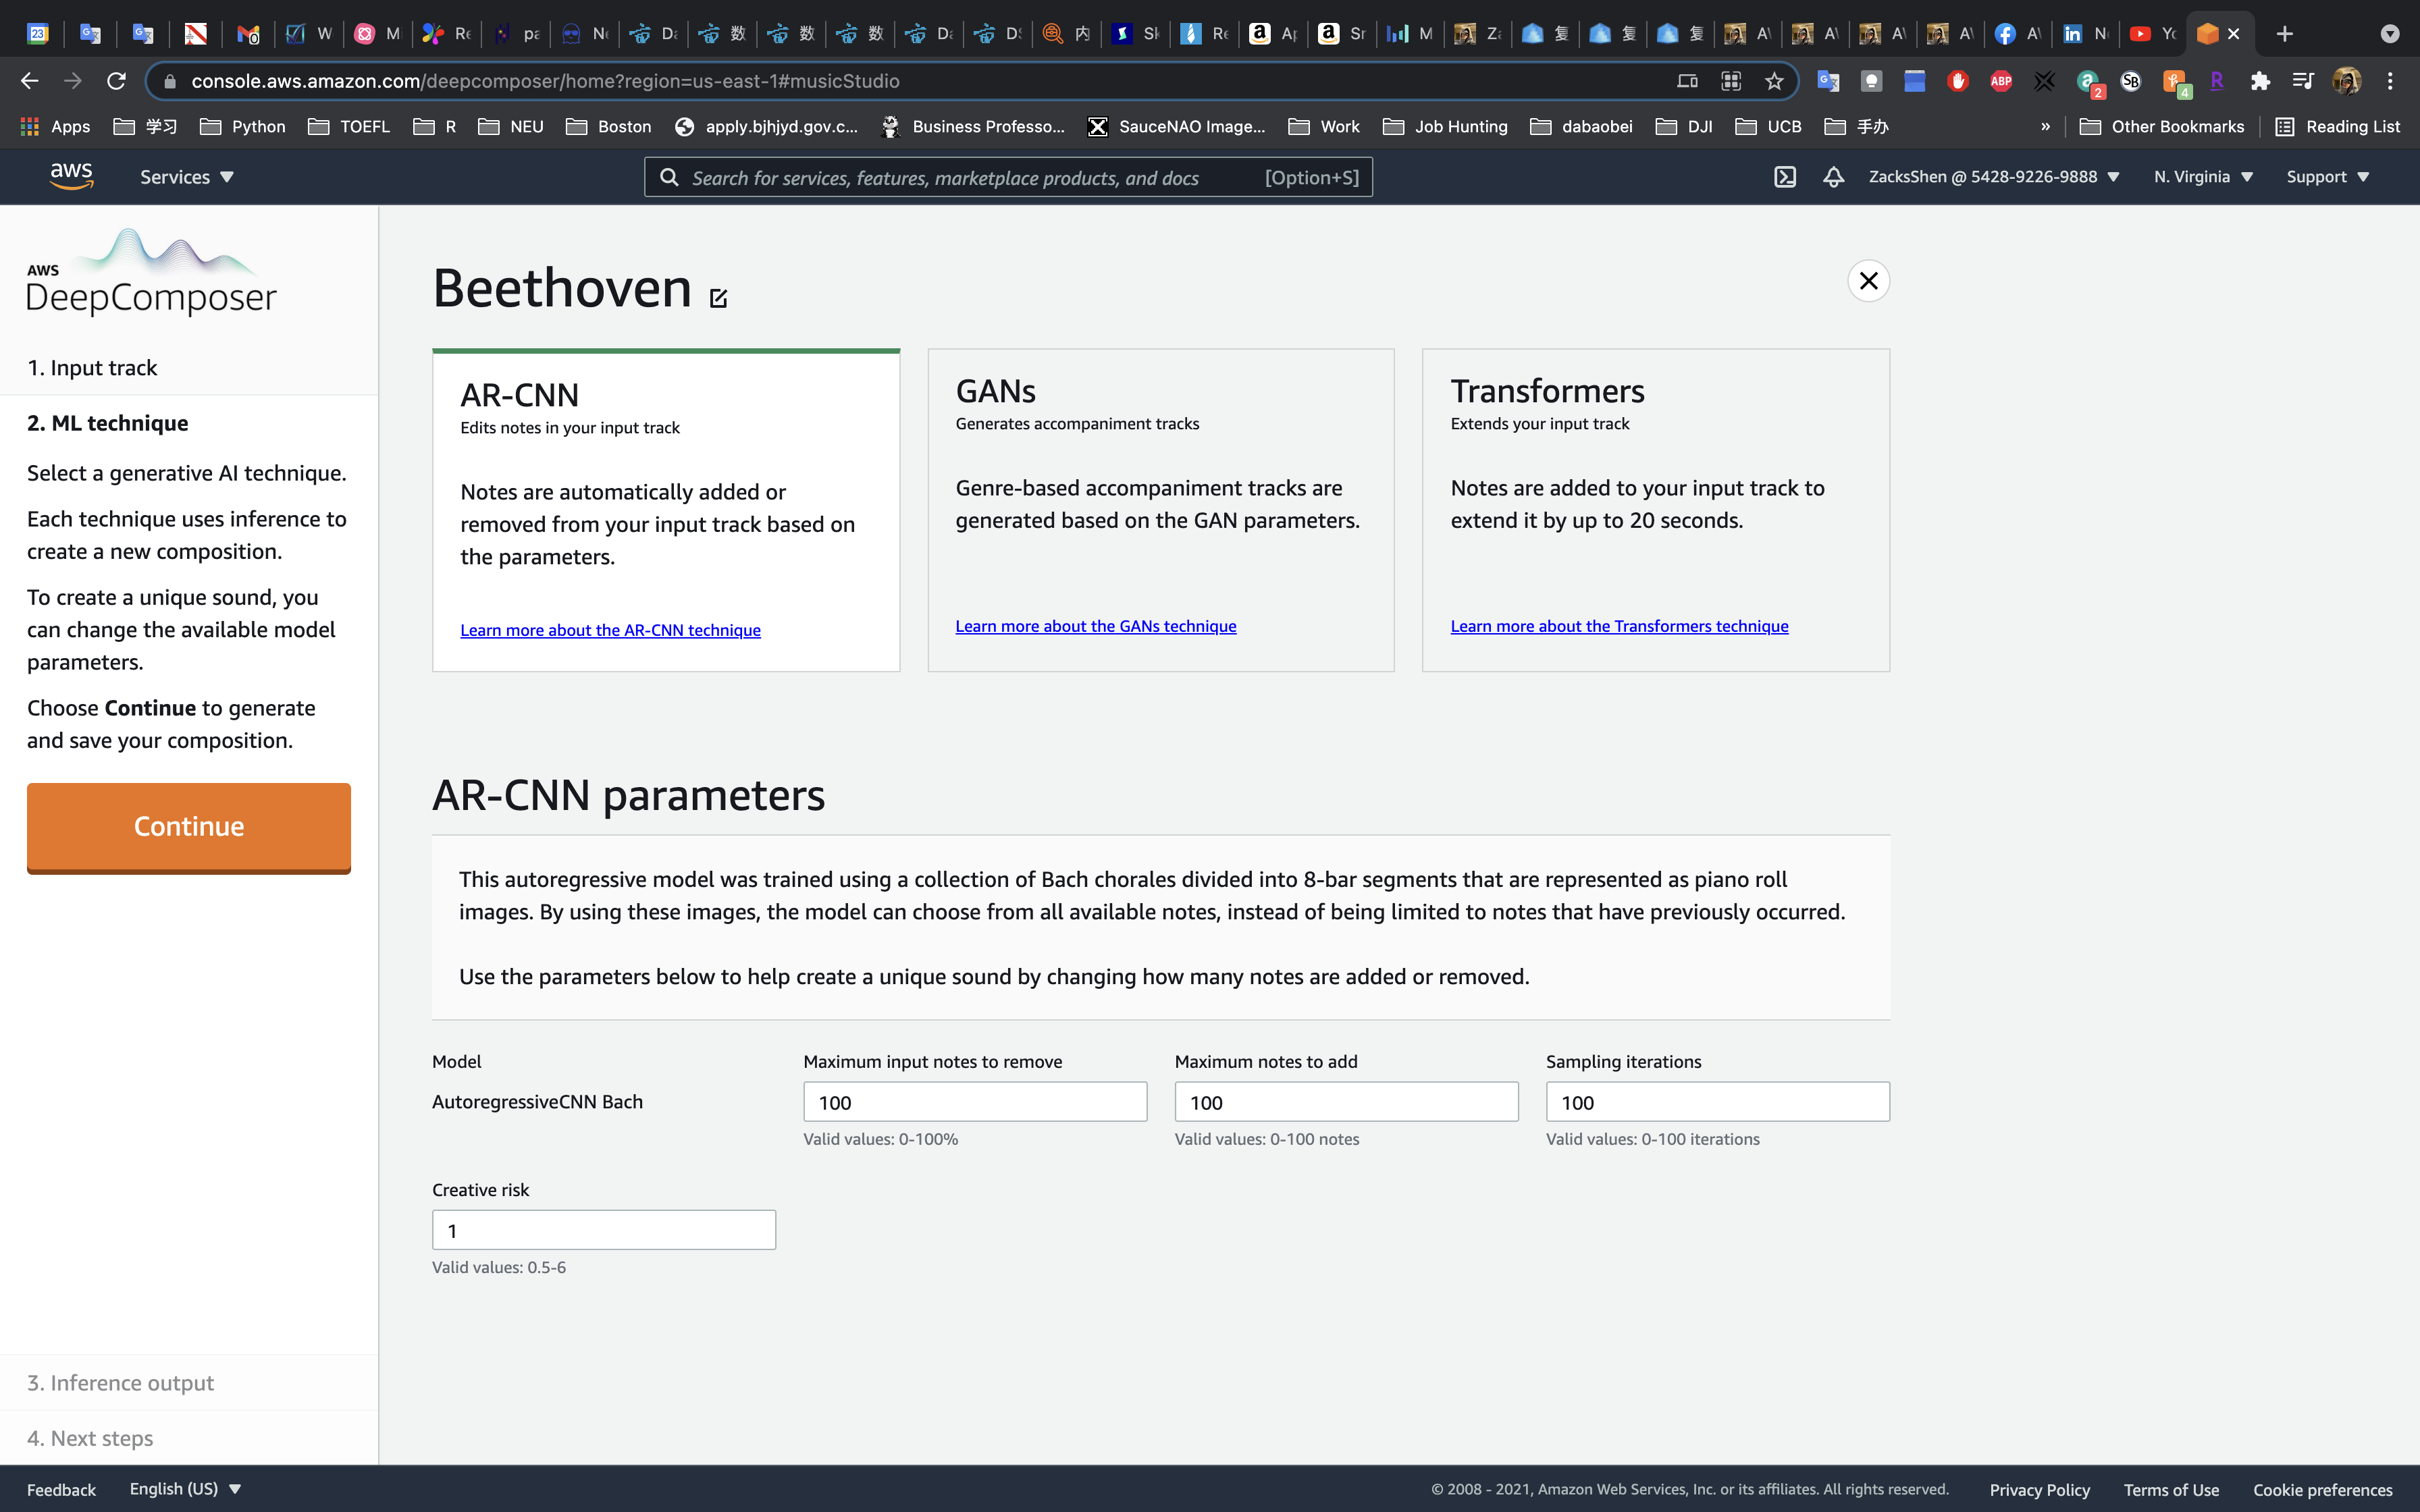 23
W
M
Re
pa
Ne
Da
数
数
数
Da
DS
内
Sk
Re
Ap
Sr
M
Za
复
复
复
A
A
A
A
A
N
Yo
console.aws.amazon.com/deepcomposer/home?region=us-east-1#musicStudio
ABP
2
SB
4
R
Apps
学习
Python
TOEFL
R
NEU
Boston
apply.bjhjyd.gov.c...
Business Professo...
SauceNAO Image...
Work
Job Hunting
dabaobei
DJI
UCB
手办
»
Other Bookmarks
Reading List
aws
Services
Search for services, features, marketplace products, and docs
[Option+S]
ZacksShen @ 5428-9226-9888
N. Virginia
Support
AWS
DeepComposer
1. Input track
2. ML technique
Select a generative AI technique.
Each technique uses inference to
create a new composition.
To create a unique sound, you
can change the available model
parameters.
Choose Continue to generate
and save your composition.
Continue
3. Inference output
4. Next steps
Beethoven
AR-CNN
Edits notes in your input track
Notes are automatically added or
removed from your input track based on
the parameters.
Learn more about the AR-CNN technique
GANs
Generates accompaniment tracks
Genre-based accompaniment tracks are
generated based on the GAN parameters.
Learn more about the GANs technique
Transformers
Extends your input track
Notes are added to your input track to
extend it by up to 20 seconds.
Learn more about the Transformers technique
AR-CNN parameters
This autoregressive model was trained using a collection of Bach chorales divided into 8-bar segments that are represented as piano roll
images. By using these images, the model can choose from all available notes, instead of being limited to notes that have previously occurred.
Use the parameters below to help create a unique sound by changing how many notes are added or removed.
Model
AutoregressiveCNN Bach
Maximum input notes to remove
100
Valid values: 0-100%
Maximum notes to add
100
Valid values: 0-100 notes
Sampling iterations
100
Valid values: 0-100 iterations
Creative risk
1
Valid values: 0.5-6
Feedback
English (US)
© 2008 - 2021, Amazon Web Services, Inc. or its affiliates. All rights reserved.
Privacy Policy
Terms of Use
Cookie preferences